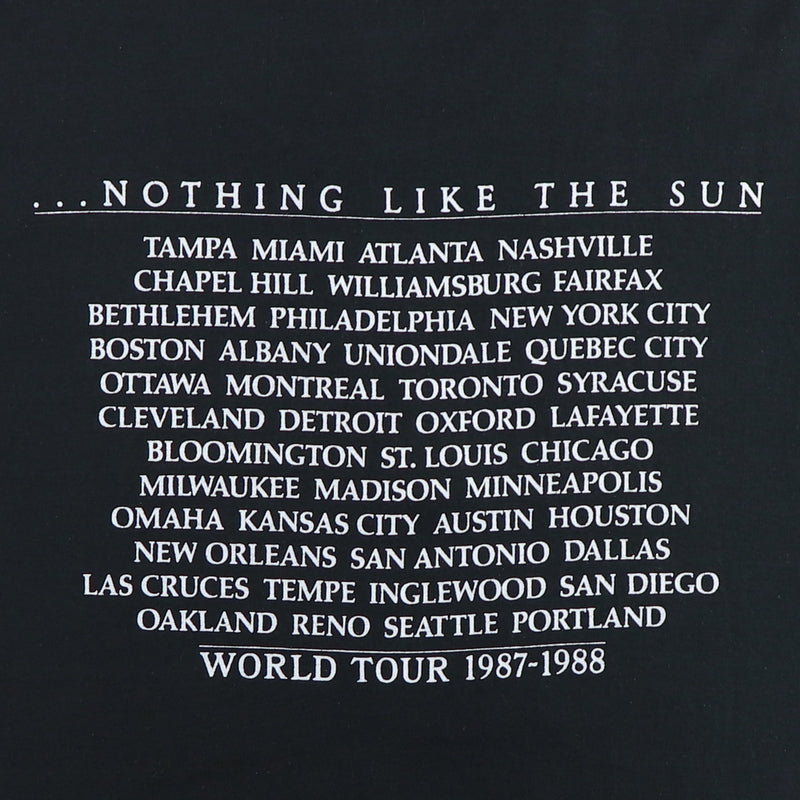 ...NOTHING LIKE THE SUN
TAMPA MIAMI ATLANTA NASHVILLE
CHAPEL HILL WILLIAMSBURG FAIRFAX
BETHLEHEM PHILADELPHIA NEW YORK CITY
BOSTON ALBANY UNIONDALE QUEBEC CITY
OTTAWA MONTREAL TORONTO SYRACUSE
CLEVELAND DETROIT OXFORD LAFAYETTE
BLOOMINGTON ST. LOUIS CHICAGO
MILWAUKEE MADISON MINNEAPOLIS
OMAHA KANSAS CITY AUSTIN HOUSTON
NEW ORLEANS SAN ANTONIO DALLAS
LAS CRUCES TEMPE INGLEWOOD SAN DIEGO
OAKLAND RENO SEATTLE PORTLAND
WORLD TOUR 1987-1988